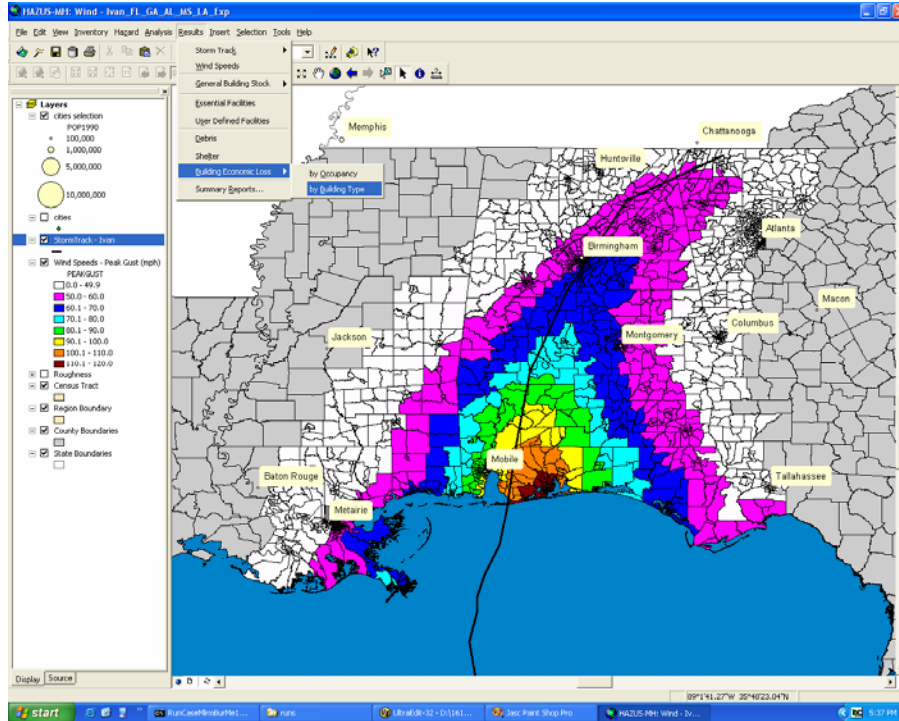 HAZUS-MH: Wind - Ivan_FL_GA_AL_MS_LA_Exp
File Edit View Inventory Hazard Analysis Results Insert Selection Tools Help
Storm Track
Wind Speeds
General Building Stock
Essential Facilities
User Defined Facilities
Debris
Shelter
Building Economic Loss
Summary Reports...
by Occupancy
by Building Type
Layers
cities selection
POP1990
100,000
1,000,000
5,000,000
10,000,000
cities
StormTrack - Ivan
Wind Speeds - Peak Gust (mph)
PEAKGUST
0.0 - 49.9
50.0 - 60.0
60.1 - 70.0
70.1 - 80.0
80.1 - 90.0
90.1 - 100.0
100.1 - 110.0
110.1 - 120.0
Roughness
Census Tract
Region Boundary
County Boundaries
State Boundaries
Memphis
Chattanooga
Huntsville
Atlanta
Birmingham
Macon
Jackson
Montgomery
Columbus
Mobile
Baton Rouge
Tallahassee
Metairie
Display Source
89°1'41.27"W 35°40'23.04"N
start
RunCaseMlmBurMe1...
runs
UltraEdit-32 - D:\161...
Jasc Paint Shop Pro
HAZUS-MH: Wind - Iv...
5:37 PM